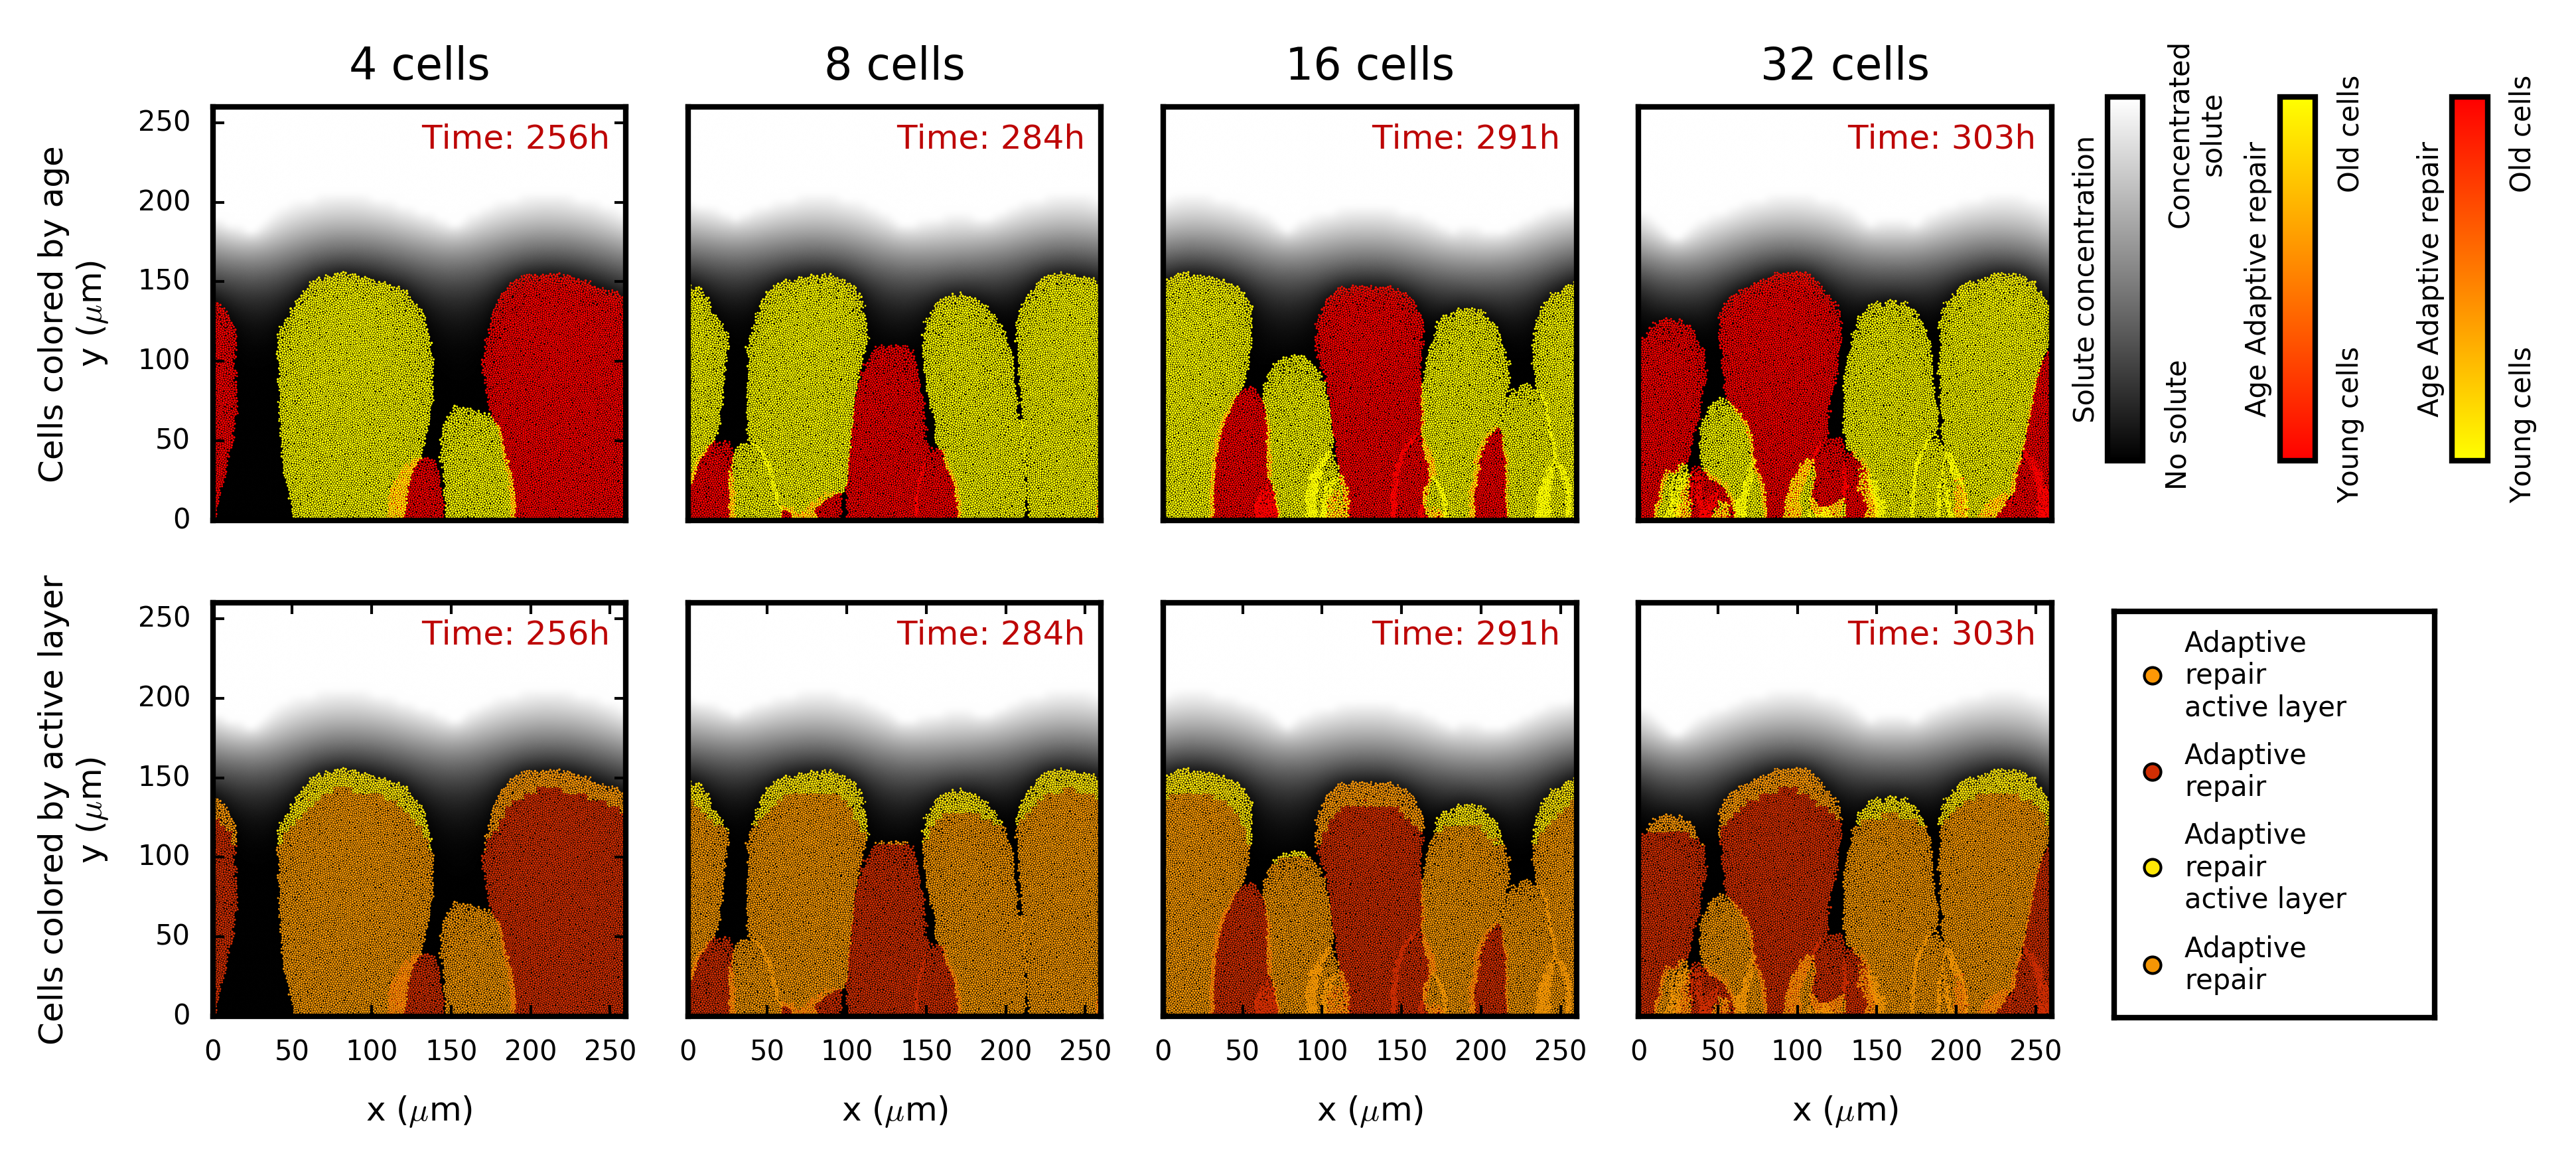 4 cells
8 cells
16 cells
32 cells
Cells colored by age
y (μm)
250
200
150
100
50
0
Time: 256h
Time: 284h
Time: 291h
Time: 303h
Solute concentration
No solute
Concentrated
solute
Age Adaptive repair
Young cells
Old cells
Age Adaptive repair
Young cells
Old cells
Cells colored by active layer
y (μm)
250
200
150
100
50
0
Time: 256h
Time: 284h
Time: 291h
Time: 303h
0 50 100 150 200 250
0 50 100 150 200 250
0 50 100 150 200 250
0 50 100 150 200 250
x (μm)
x (μm)
x (μm)
x (μm)
Adaptive
repair
active layer
Adaptive
repair
Adaptive
repair
active layer
Adaptive
repair